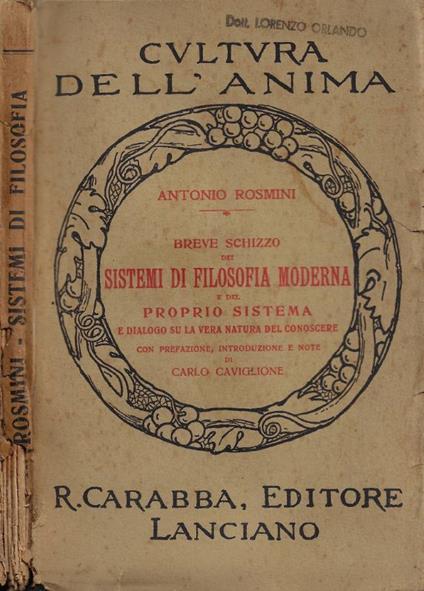 Dott. LORENZO ORLANDO
CVLTVRA
DELL'ANIMA
ANTONIO ROSMINI
BREVE SCHIZZO
DEI
SISTEMI DI FILOSOFIA MODERNA
E DEL
PROPRIO SISTEMA
E DIALOGO SU LA VERA NATURA DEL CONOSCERE
CON PREFAZIONE, INTRODUZIONE E NOTE
DI
CARLO CAVIGLIONE
R. CARABBA, EDITORE
LANCIANO
ROSMINI - SISTEMI DI FILOSOFIA